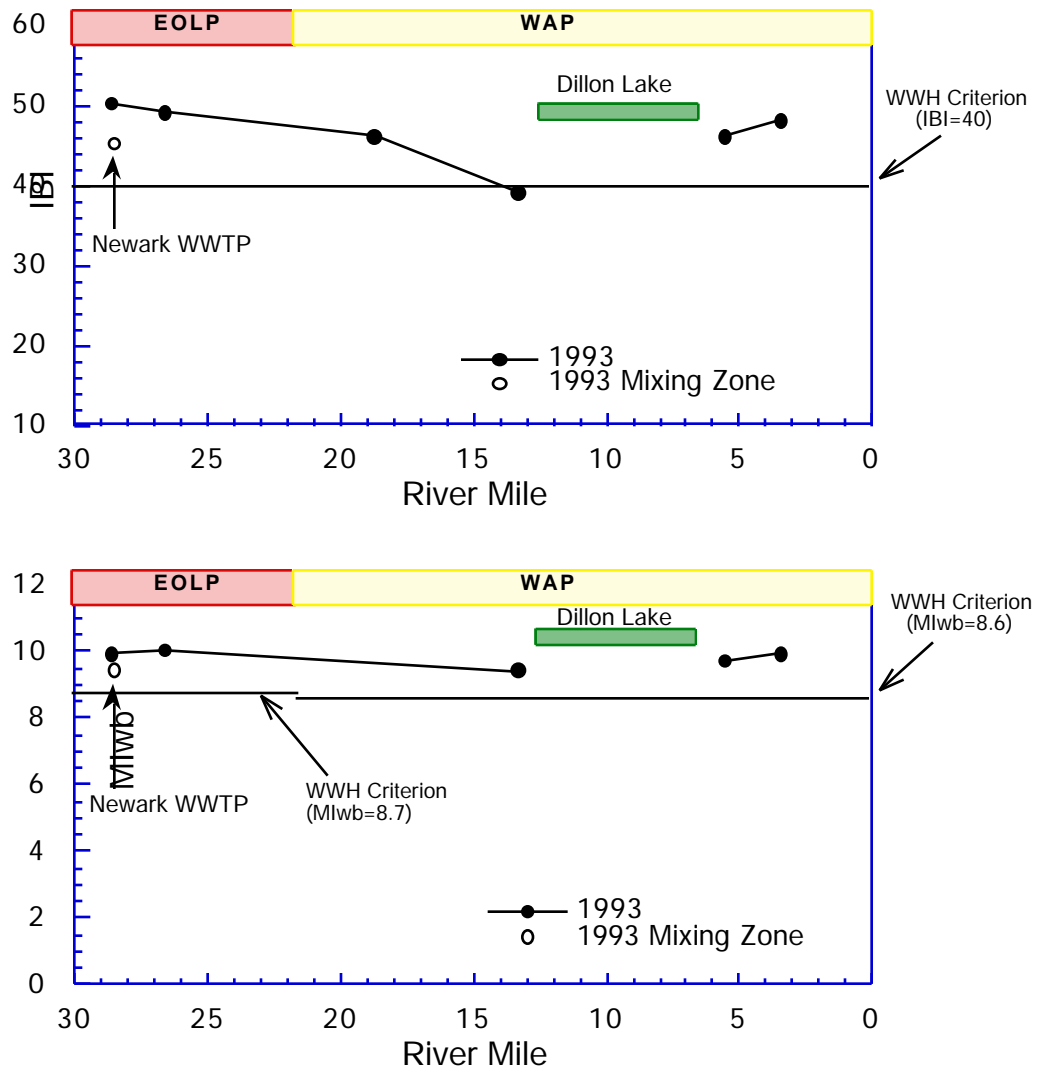 60
EOLP
WAP
Dillon Lake
50
WWH Criterion
(IBI=40)
40
IBI
Newark WWTP
30
20
1993
1993 Mixing Zone
10
30 25 20 15 10 5 0
River Mile
12
EOLP
WAP
Dillon Lake
WWH Criterion
(MIwb=8.6)
10
8
MIwb
6
Newark WWTP
WWH Criterion
(MIwb=8.7)
4
2
1993
1993 Mixing Zone
0
30 25 20 15 10 5 0
River Mile